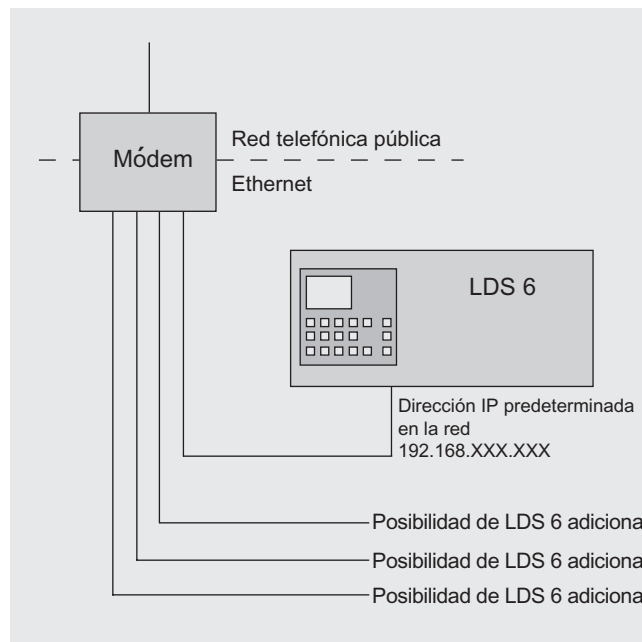 Red telefónica pública
Módem
Ethernet
LDS 6
Dirección IP predeterminada
en la red
192.168.XXX.XXX
Posibilidad de LDS 6 adiciona
Posibilidad de LDS 6 adiciona
Posibilidad de LDS 6 adiciona